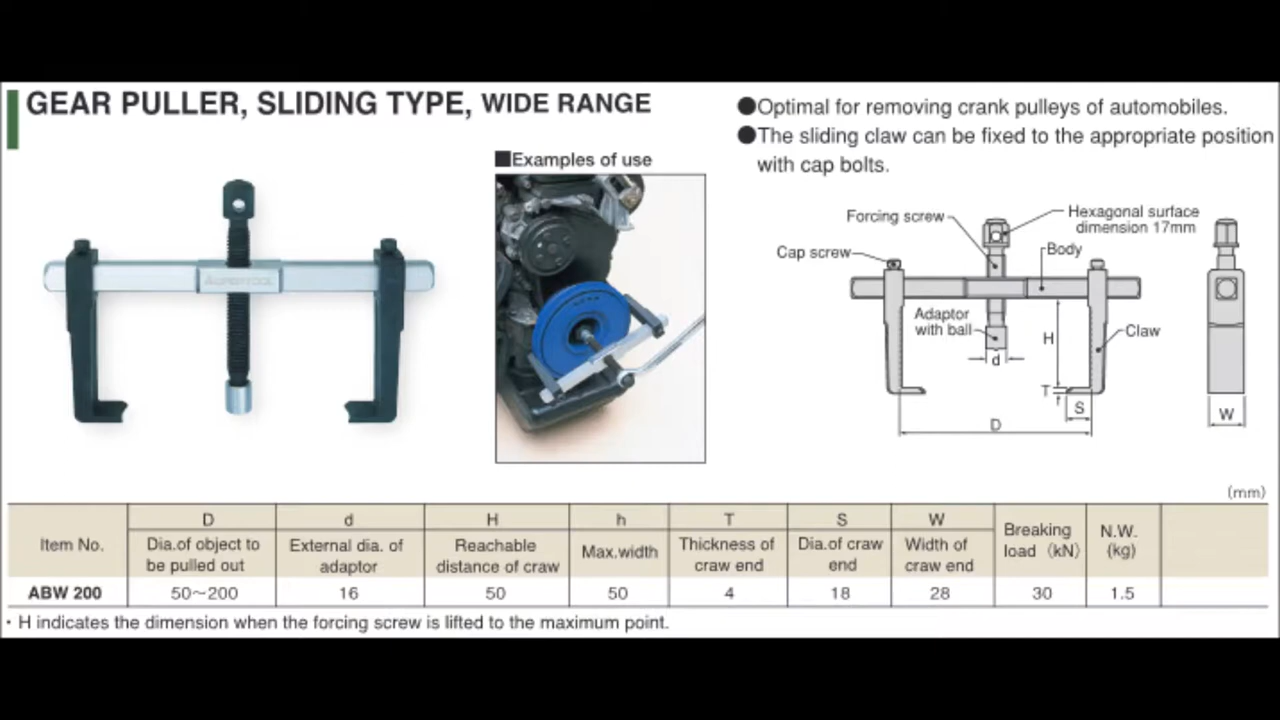 GEAR PULLER, SLIDING TYPE, WIDE RANGE
●Optimal for removing crank pulleys of automobiles.
●The sliding claw can be fixed to the appropriate position
with cap bolts.
■Examples of use
Forcing screw
Hexagonal surface
dimension 17mm
Cap screw
Body
Adaptor
with ball
H
Claw
d
T
S
D
W
(mm)
Item No.
D
Dia.of object to
be pulled out
d
External dia. of
adaptor
H
Reachable
distance of craw
h
Max.width
T
Thickness of
craw end
S
Dia.of craw
end
W
Width of
craw end
Breaking
load (kN)
N.W.
(kg)
ABW 200 50~200 16 50 50 4 18 28 30 1.5
・H indicates the dimension when the forcing screw is lifted to the maximum point.